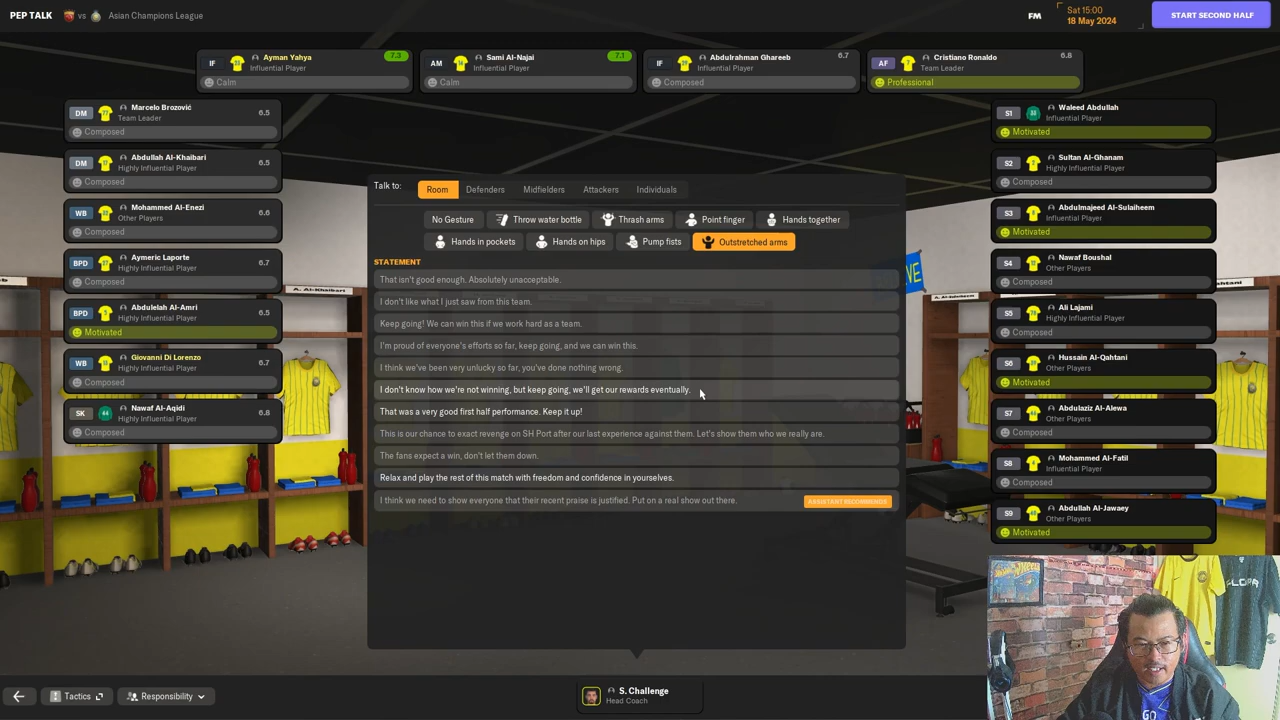 PEP TALK vs Asian Champions League
FM
Sat 15:00
18 May 2024
START SECOND HALF
IF Ayman Yahya 7.3
Influential Player
Calm
AM Sami Al-Najai 7.1
Influential Player
Calm
IF Abdulrahman Ghareeb 6.7
Influential Player
Composed
AF Cristiano Ronaldo 6.8
Team Leader
Professional
DM Marcelo Brozović 6.5
Team Leader
Composed
DM Abdullah Al-Khaibari 6.5
Highly Influential Player
Composed
WB Mohammed Al-Enezi 6.6
Other Players
Composed
BPD Aymeric Laporte 6.7
Highly Influential Player
Composed
BPD Abdulelah Al-Amri 6.5
Highly Influential Player
Motivated
WB Giovanni Di Lorenzo 6.7
Highly Influential Player
Composed
SK Nawaf Al-Aqidi 6.8
Highly Influential Player
Composed
Talk to: Room Defenders Midfielders Attackers Individuals
No Gesture Throw water bottle Thrash arms Point finger Hands together
Hands in pockets Hands on hips Pump fists Outstretched arms
STATEMENT
That isn't good enough. Absolutely unacceptable.
I don't like what I just saw from this team.
Keep going! We can win this if we work hard as a team.
I'm proud of everyone's efforts so far, keep going, and we can win this.
I think we've been very unlucky so far, you've done nothing wrong.
I don't know how we're not winning, but keep going, we'll get our rewards eventually.
That was a very good first half performance. Keep it up!
This is our chance to exact revenge on SH Port after our last experience against them. Let's show them who we really are.
The fans expect a win, don't let them down.
Relax and play the rest of this match with freedom and confidence in yourselves.
I think we need to show everyone that their recent praise is justified. Put on a real show out there. ASSISTANT RECOMMENDS
S1 Waleed Abdullah
Influential Player
Motivated
S2 Sultan Al-Ghanam
Highly Influential Player
Composed
S3 Abdulmajeed Al-Sulaiheem
Influential Player
Motivated
S4 Nawaf Boushal
Other Players
Composed
S5 Ali Lajami
Highly Influential Player
Composed
S6 Hussain Al-Qahtani
Highly Influential Player
Motivated
S7 Abdulaziz Al-Alewa
Other Players
Composed
S8 Mohammed Al-Fatil
Influential Player
Composed
S9 Abdullah Al-Jawaey
Other Players
Motivated
Tactics Responsibility
S. Challenge
Head Coach